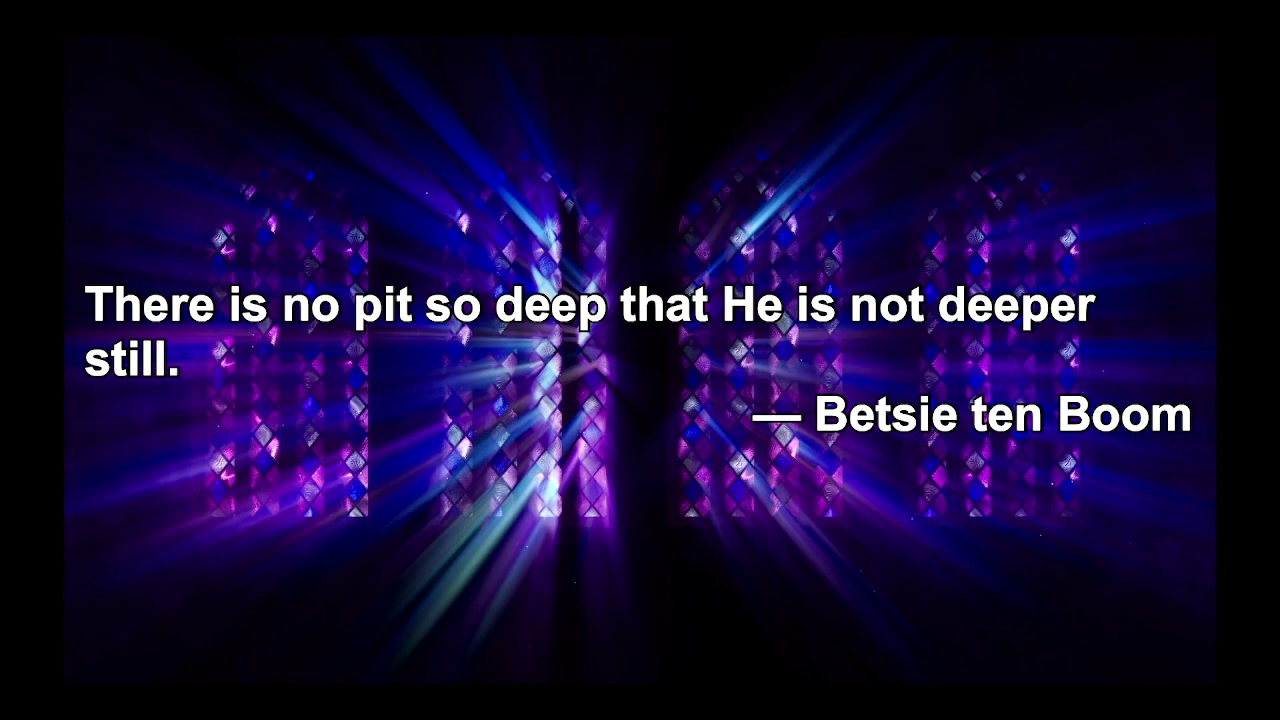 There is no pit so deep that He is not deeper
still.
— Betsie ten Boom